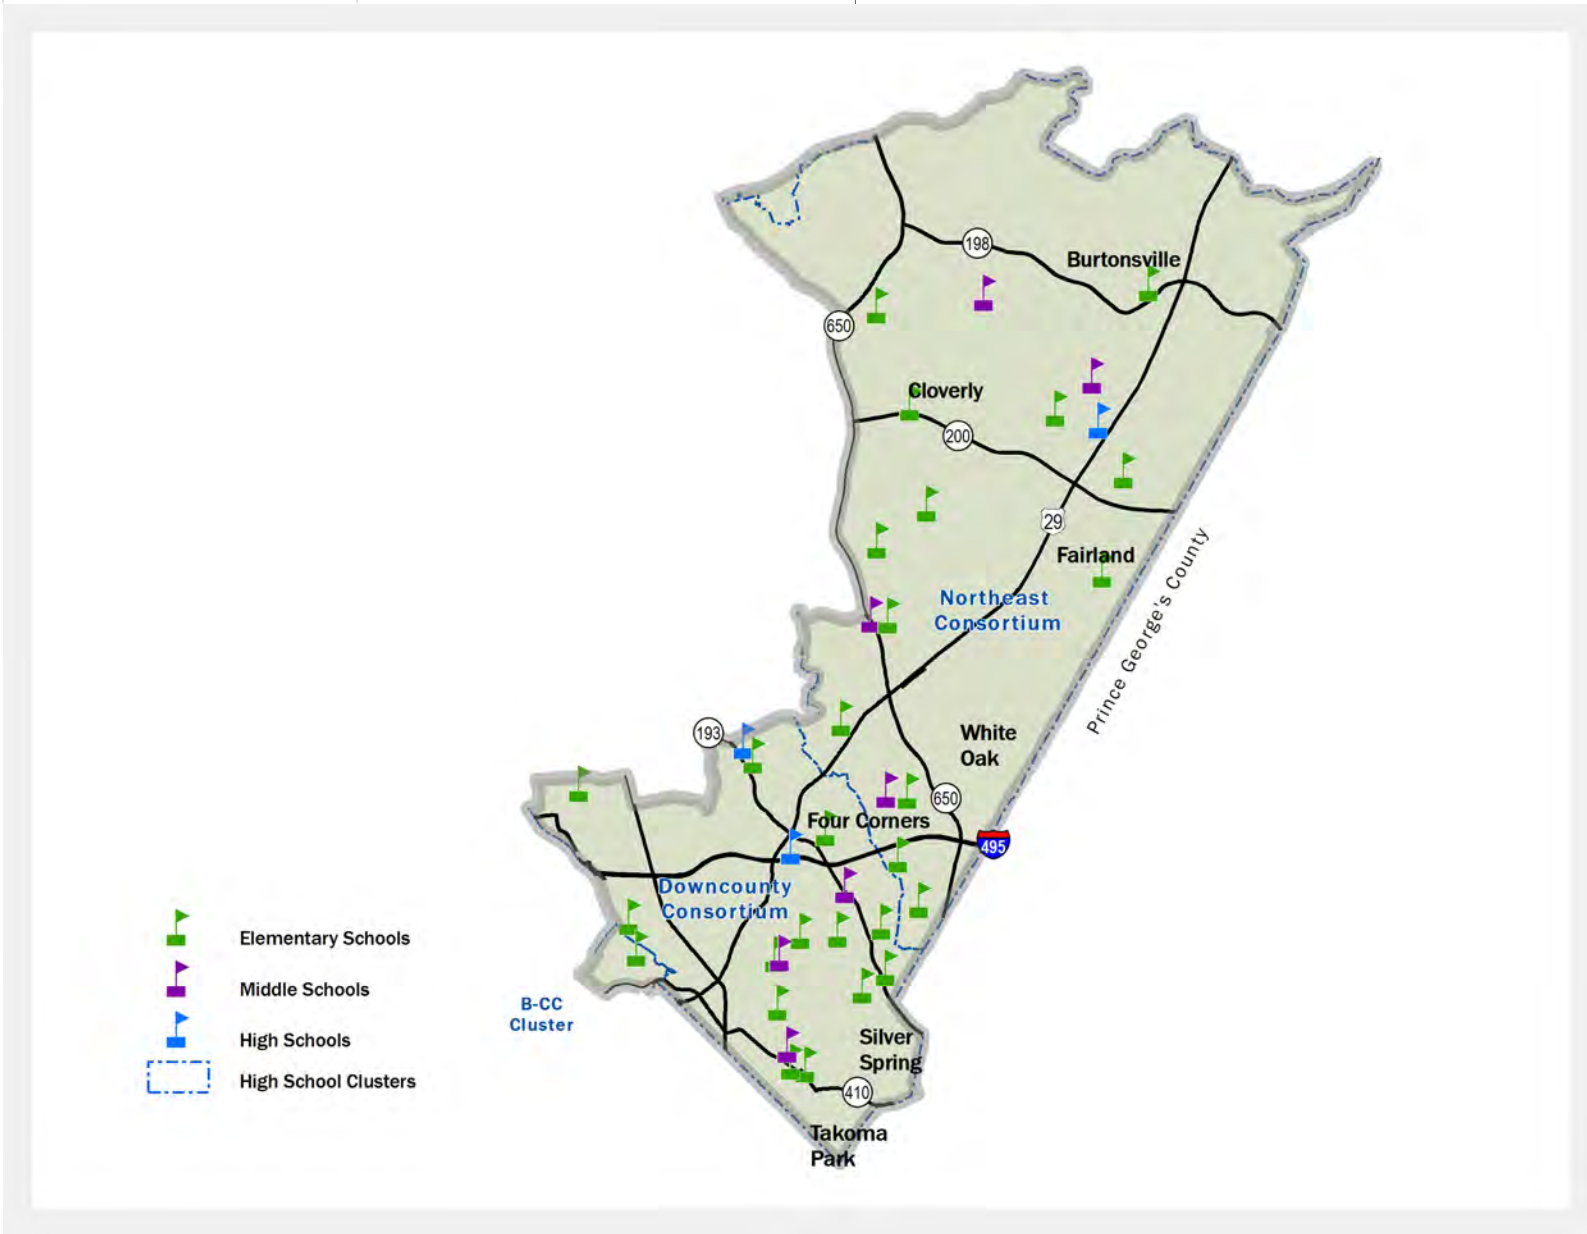 198
Burtonsville
650
Cloverly
200
29
Fairland
Northeast
Consortium
Prince George's County
193
White
Oak
650
Four Corners
495
Downcounty
Consortium
Elementary Schools
Middle Schools
B-CC
Cluster
High Schools
Silver
Spring
High School Clusters
410
Takoma
Park